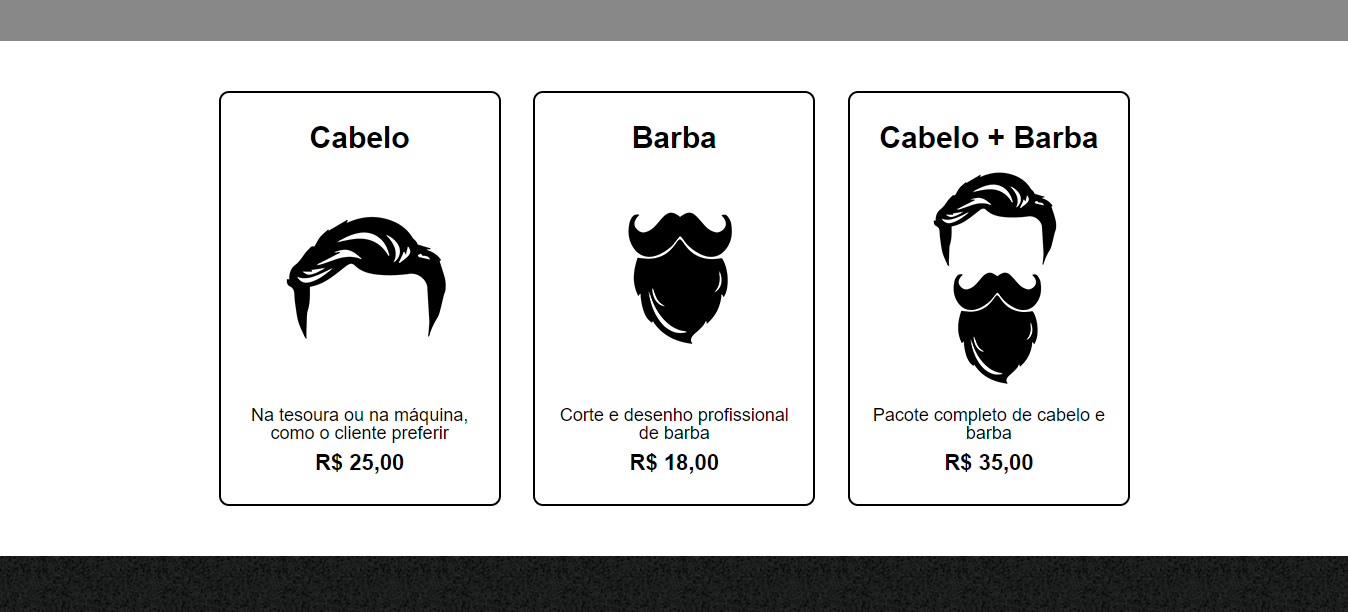 Cabelo
Na tesoura ou na máquina,
como o cliente preferir
R$ 25,00
Barba
Corte e desenho profissional
de barba
R$ 18,00
Cabelo + Barba
Pacote completo de cabelo e
barba
R$ 35,00